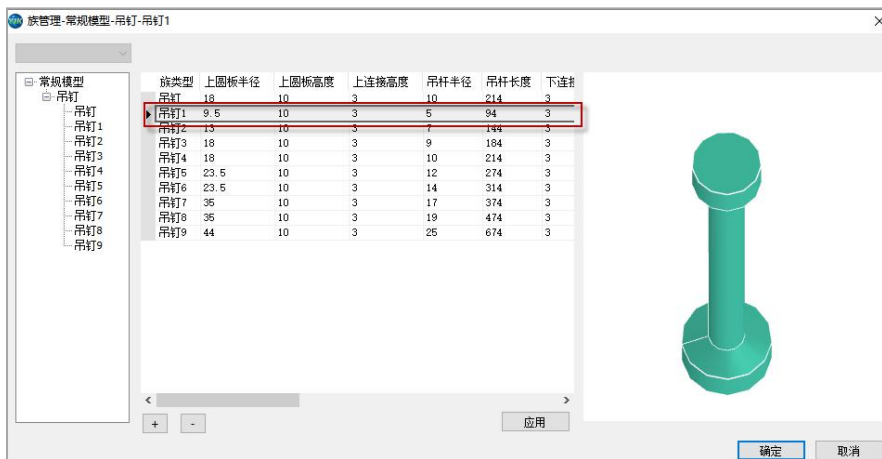 YJK 族管理-常规模型-吊钉-吊钉1
常规模型
吊钉
吊钉
吊钉1
吊钉2
吊钉3
吊钉4
吊钉5
吊钉6
吊钉7
吊钉8
吊钉9
族类型 上圆板半径 上圆板高度 上连接高度 吊杆半径 吊杆长度 下连接
吊钉 18 10 3 10 214 3
吊钉1 9.5 10 3 5 94 3
吊钉2 13 10 3 7 144 3
吊钉3 18 10 3 9 184 3
吊钉4 18 10 3 10 214 3
吊钉5 23.5 10 3 12 274 3
吊钉6 23.5 10 3 14 314 3
吊钉7 35 10 3 17 374 3
吊钉8 35 10 3 19 474 3
吊钉9 44 10 3 25 674 3
+ - 应用
确定 取消